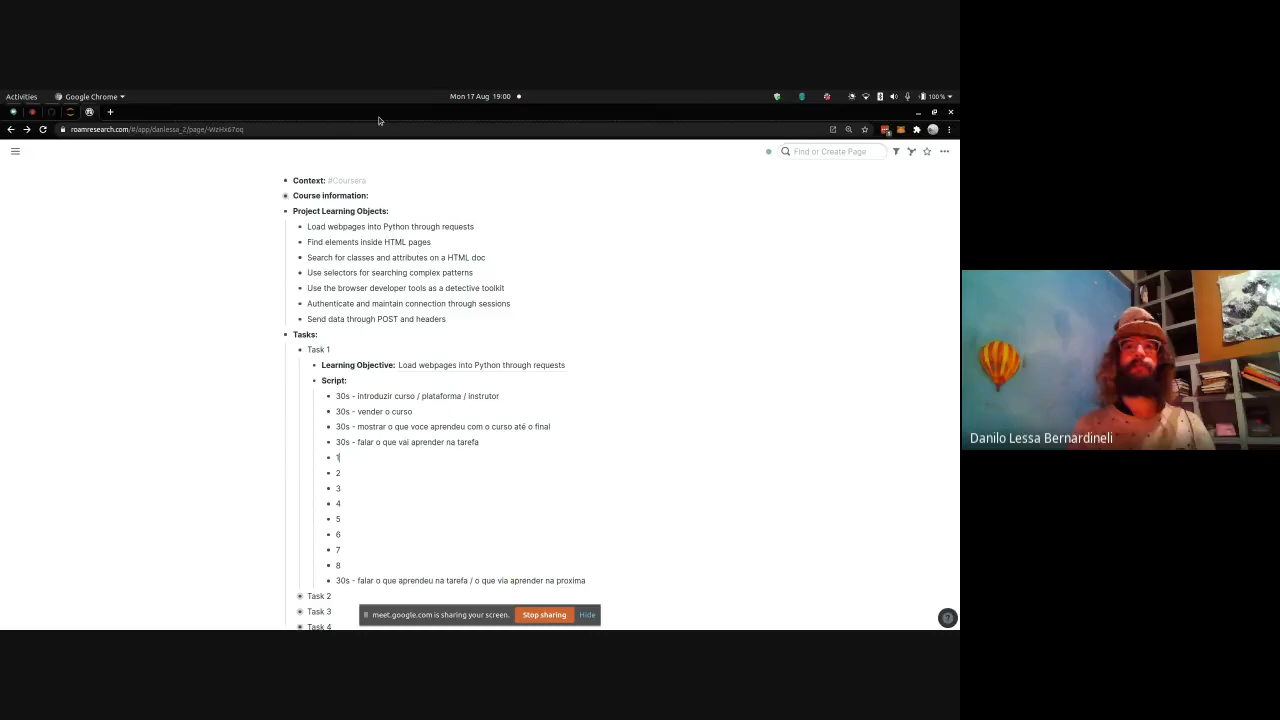 Activities
Google Chrome
Mon 17 Aug 19:00
100 %
roamresearch.com/#/app/danlessa_2/page/-WzHx67oq
Find or Create Page
Context: #Coursera
Course information:
Project Learning Objects:
Load webpages into Python through requests
Find elements inside HTML pages
Search for classes and attributes on a HTML doc
Use selectors for searching complex patterns
Use the browser developer tools as a detective toolkit
Authenticate and maintain connection through sessions
Send data through POST and headers
Tasks:
Task 1
Learning Objective: Load webpages into Python through requests
Script:
30s - introduzir curso / plataforma / instrutor
30s - vender o curso
30s - mostrar o que voce aprendeu com o curso até o final
30s - falar o que vai aprender na tarefa
1
2
3
4
5
6
7
8
30s - falar o que aprendeu na tarefa / o que via aprender na proxima
Task 2
Task 3
Task 4
meet.google.com is sharing your screen.
Stop sharing
Hide
Danilo Lessa Bernardineli